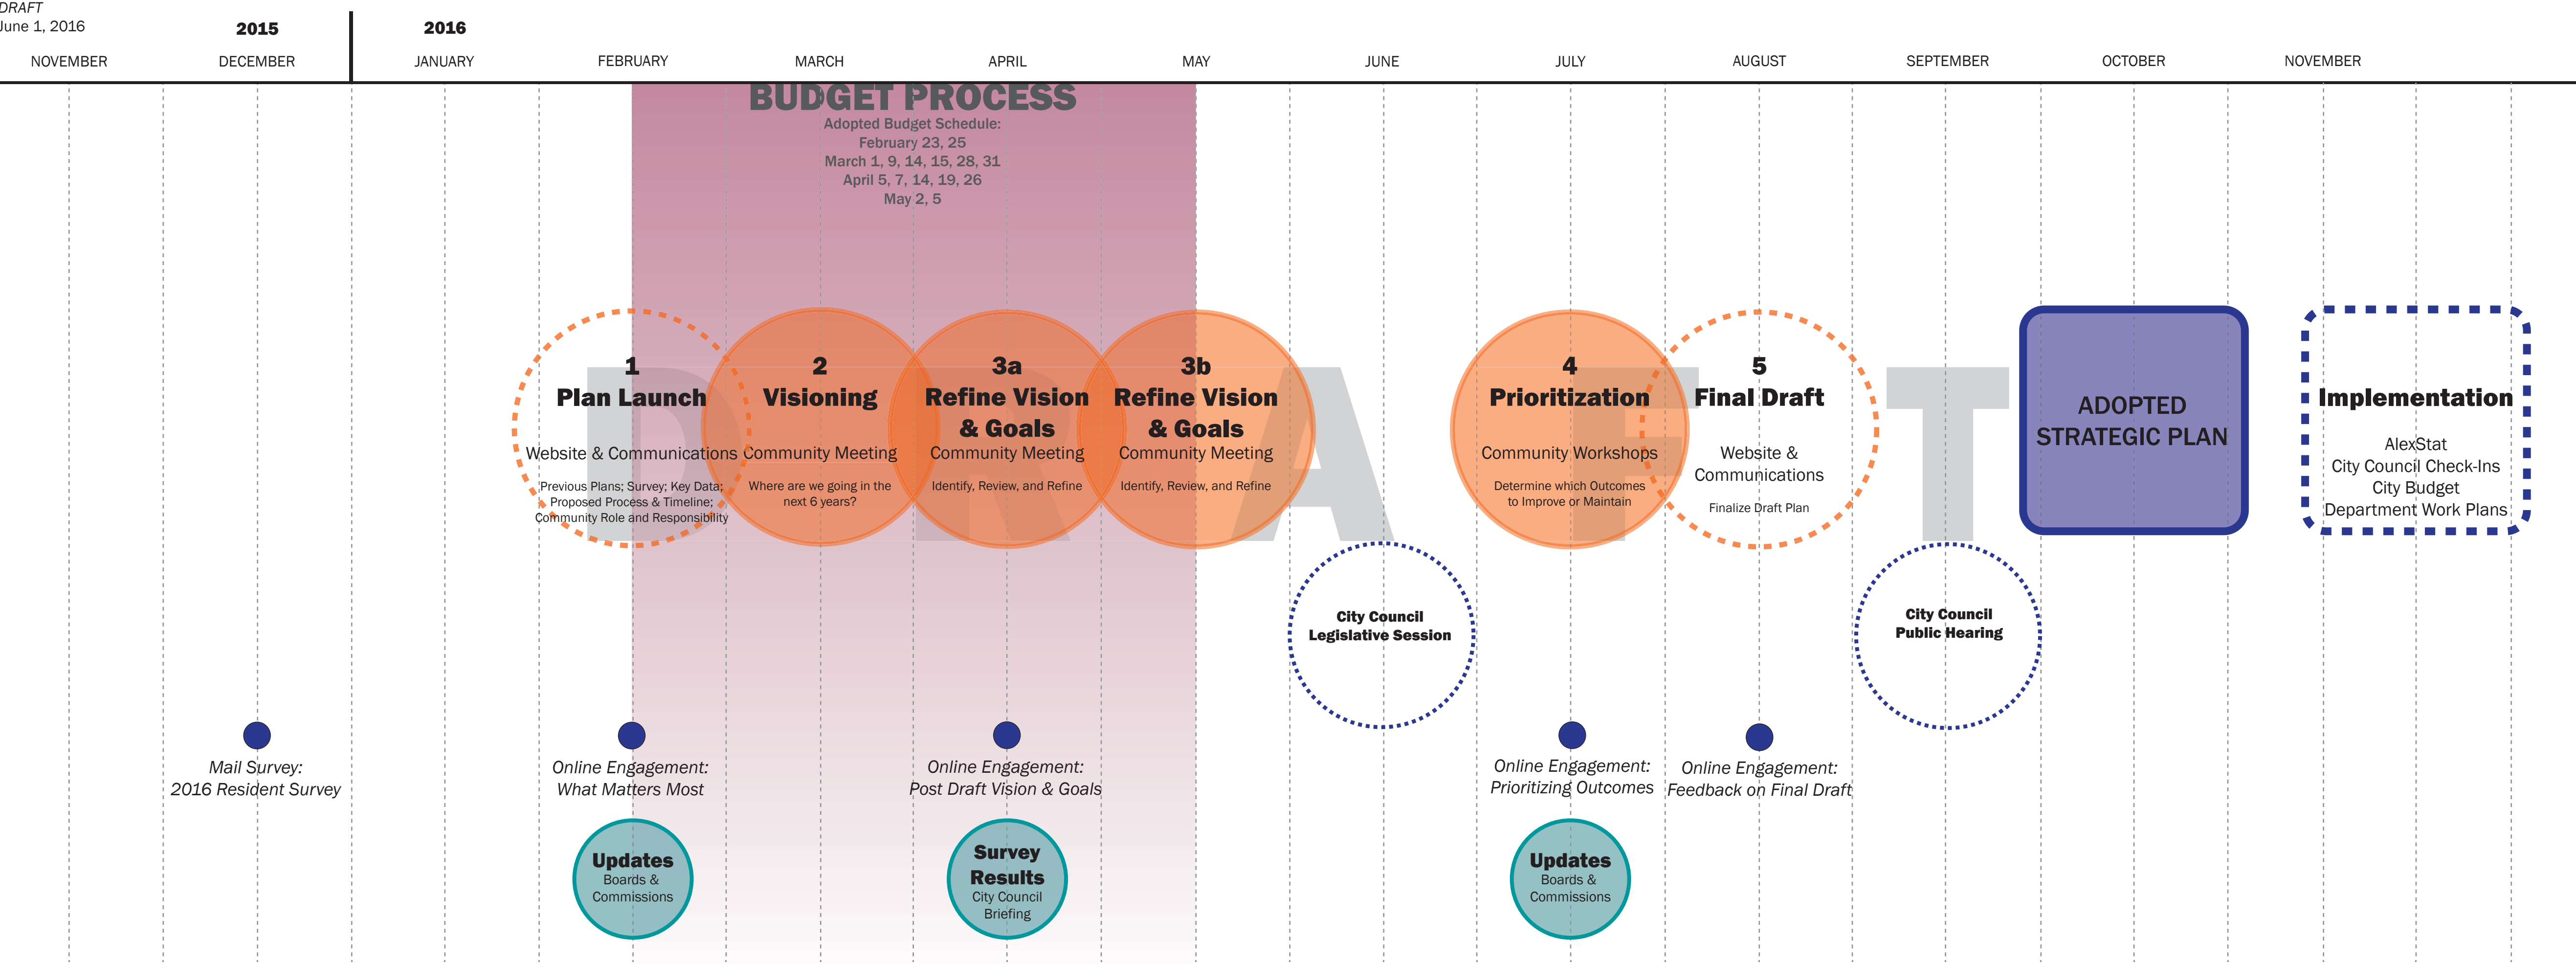 DRAFT
June 1, 2016
2015
2016
NOVEMBER
DECEMBER
JANUARY
FEBRUARY
MARCH
APRIL
MAY
JUNE
JULY
AUGUST
SEPTEMBER
OCTOBER
NOVEMBER
BUDGET PROCESS
Adopted Budget Schedule:
February 23, 25
March 1, 9, 14, 15, 28, 31
April 5, 7, 14, 19, 26
May 2, 5
DRAFT
1
Plan Launch
Website & Communications
Previous Plans; Survey; Key Data;
Proposed Process & Timeline;
Community Role and Responsibility
2
Visioning
Community Meeting
Where are we going in the
next 6 years?
3a
Refine Vision
& Goals
Community Meeting
Identify, Review, and Refine
3b
Refine Vision
& Goals
Community Meeting
Identify, Review, and Refine
4
Prioritization
Community Workshops
Determine which Outcomes
to Improve or Maintain
5
Final Draft
Website &
Communications
Finalize Draft Plan
ADOPTED
STRATEGIC PLAN
Implementation
AlexStat
City Council Check-Ins
City Budget
Department Work Plans
City Council
Legislative Session
City Council
Public Hearing
Mail Survey:
2016 Resident Survey
Online Engagement:
What Matters Most
Online Engagement:
Post Draft Vision & Goals
Online Engagement:
Prioritizing Outcomes
Online Engagement:
Feedback on Final Draft
Updates
Boards &
Commissions
Survey
Results
City Council
Briefing
Updates
Boards &
Commissions